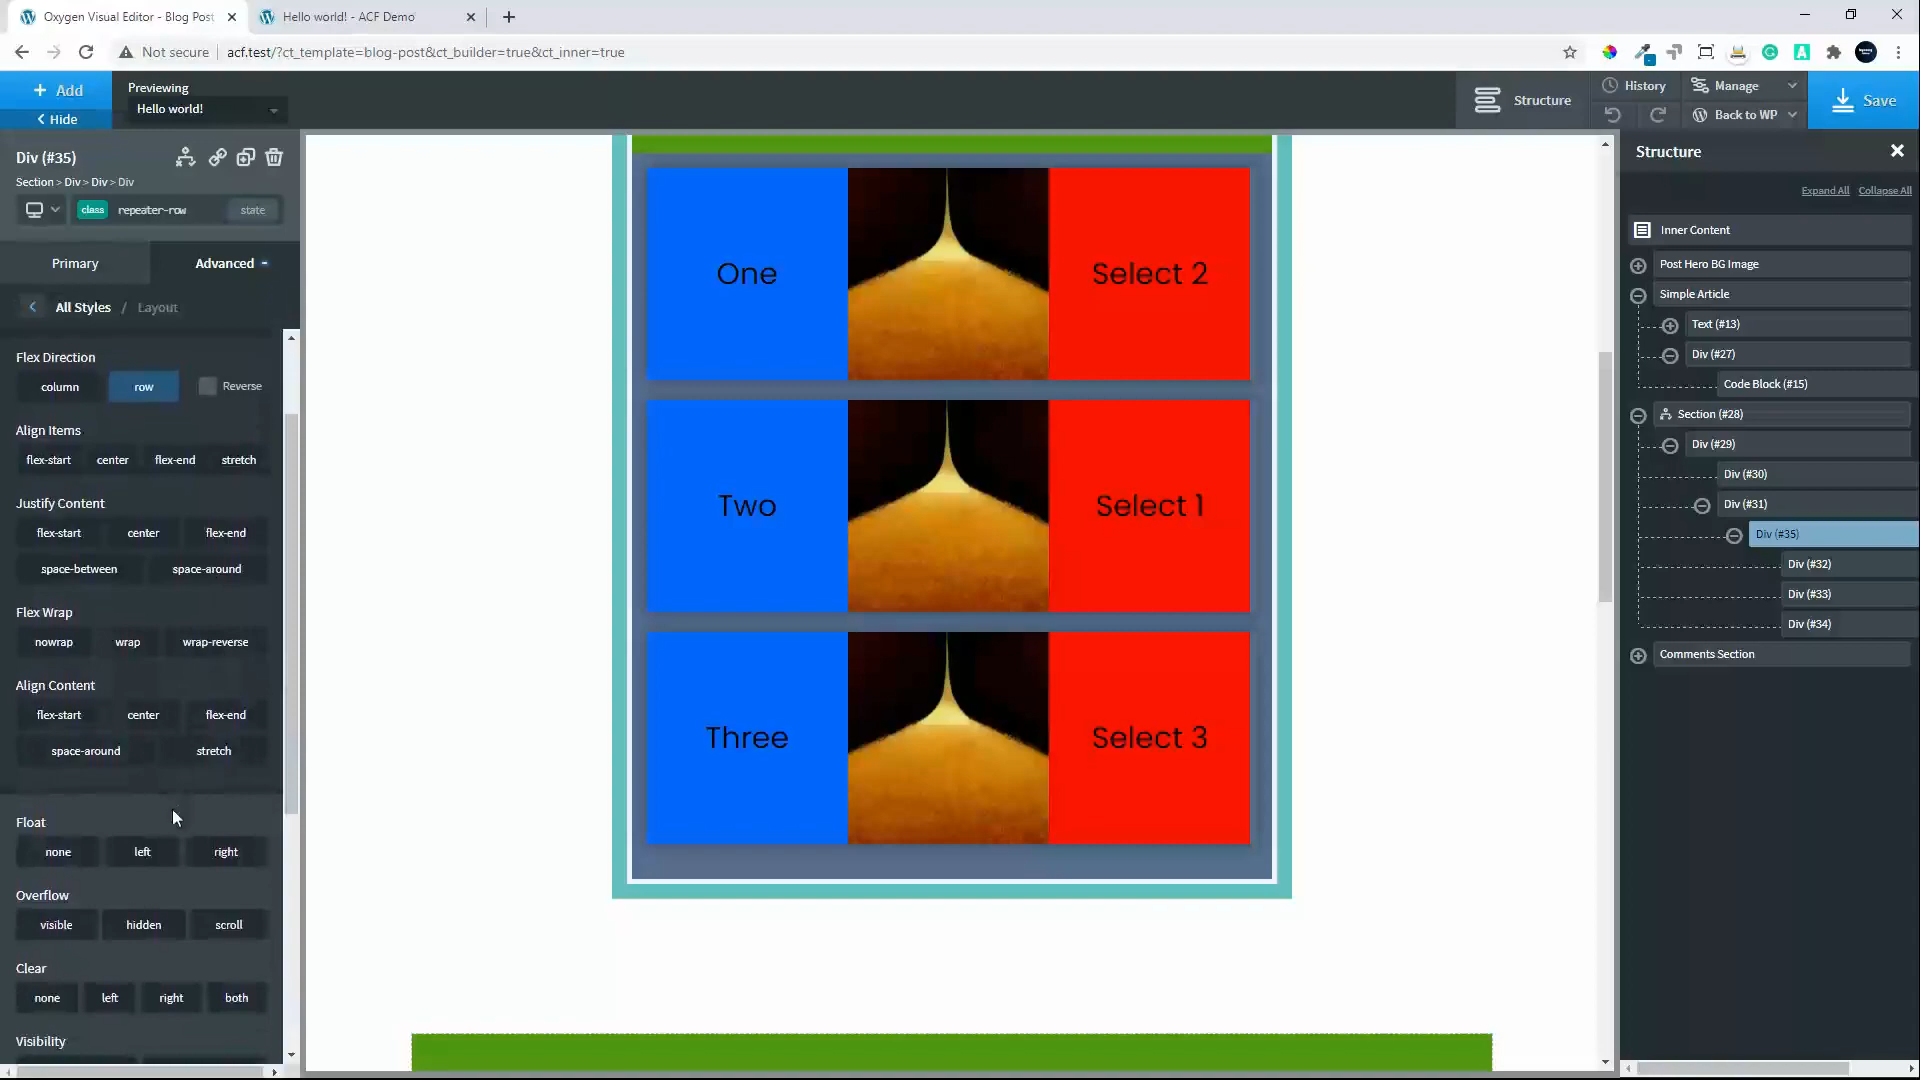 Oxygen Visual Editor - Blog Post
Hello world! - ACF Demo
Not secure
acf.test/?ct_template=blog-post&ct_builder=true&ct_inner=true
Add
Hide
Previewing
Hello world!
Structure
History
Manage
Back to WP
Save
Div (#35)
Section > Div > Div > Div
class repeater-row state
Primary
Advanced
All Styles / Layout
Flex Direction
column row Reverse
Align Items
flex-start center flex-end stretch
Justify Content
flex-start center flex-end
space-between space-around
Flex Wrap
nowrap wrap wrap-reverse
Align Content
flex-start center flex-end
space-around stretch
Float
none left right
Overflow
visible hidden scroll
Clear
none left right both
Visibility
One
Select 2
Two
Select 1
Three
Select 3
Structure
Expand All Collapse All
Inner Content
Post Hero BG Image
Simple Article
Text (#13)
Div (#27)
Code Block (#15)
Section (#28)
Div (#29)
Div (#30)
Div (#31)
Div (#35)
Div (#32)
Div (#33)
Div (#34)
Comments Section